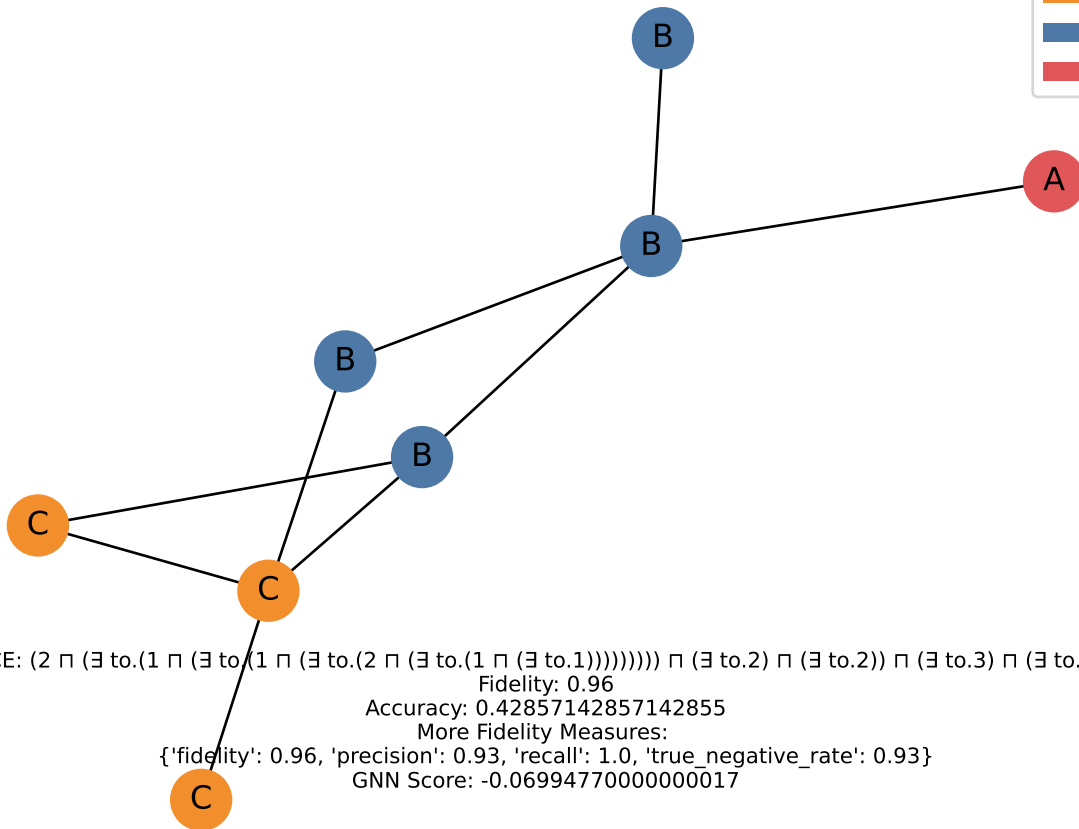 B
A
B
B
B
C
C
CE: (2 ⊓ (∃ to.(1 ⊓ (∃ to.(1 ⊓ (∃ to.(2 ⊓ (∃ to.(1 ⊓ (∃ to.1))))))))) ⊓ (∃ to.2) ⊓ (∃ to.2)) ⊓ (∃ to.3) ⊓ (∃ to.
Fidelity: 0.96
Accuracy: 0.42857142857142855
More Fidelity Measures:
{'fidelity': 0.96, 'precision': 0.93, 'recall': 1.0, 'true_negative_rate': 0.93}
GNN Score: -0.06994770000000017
C